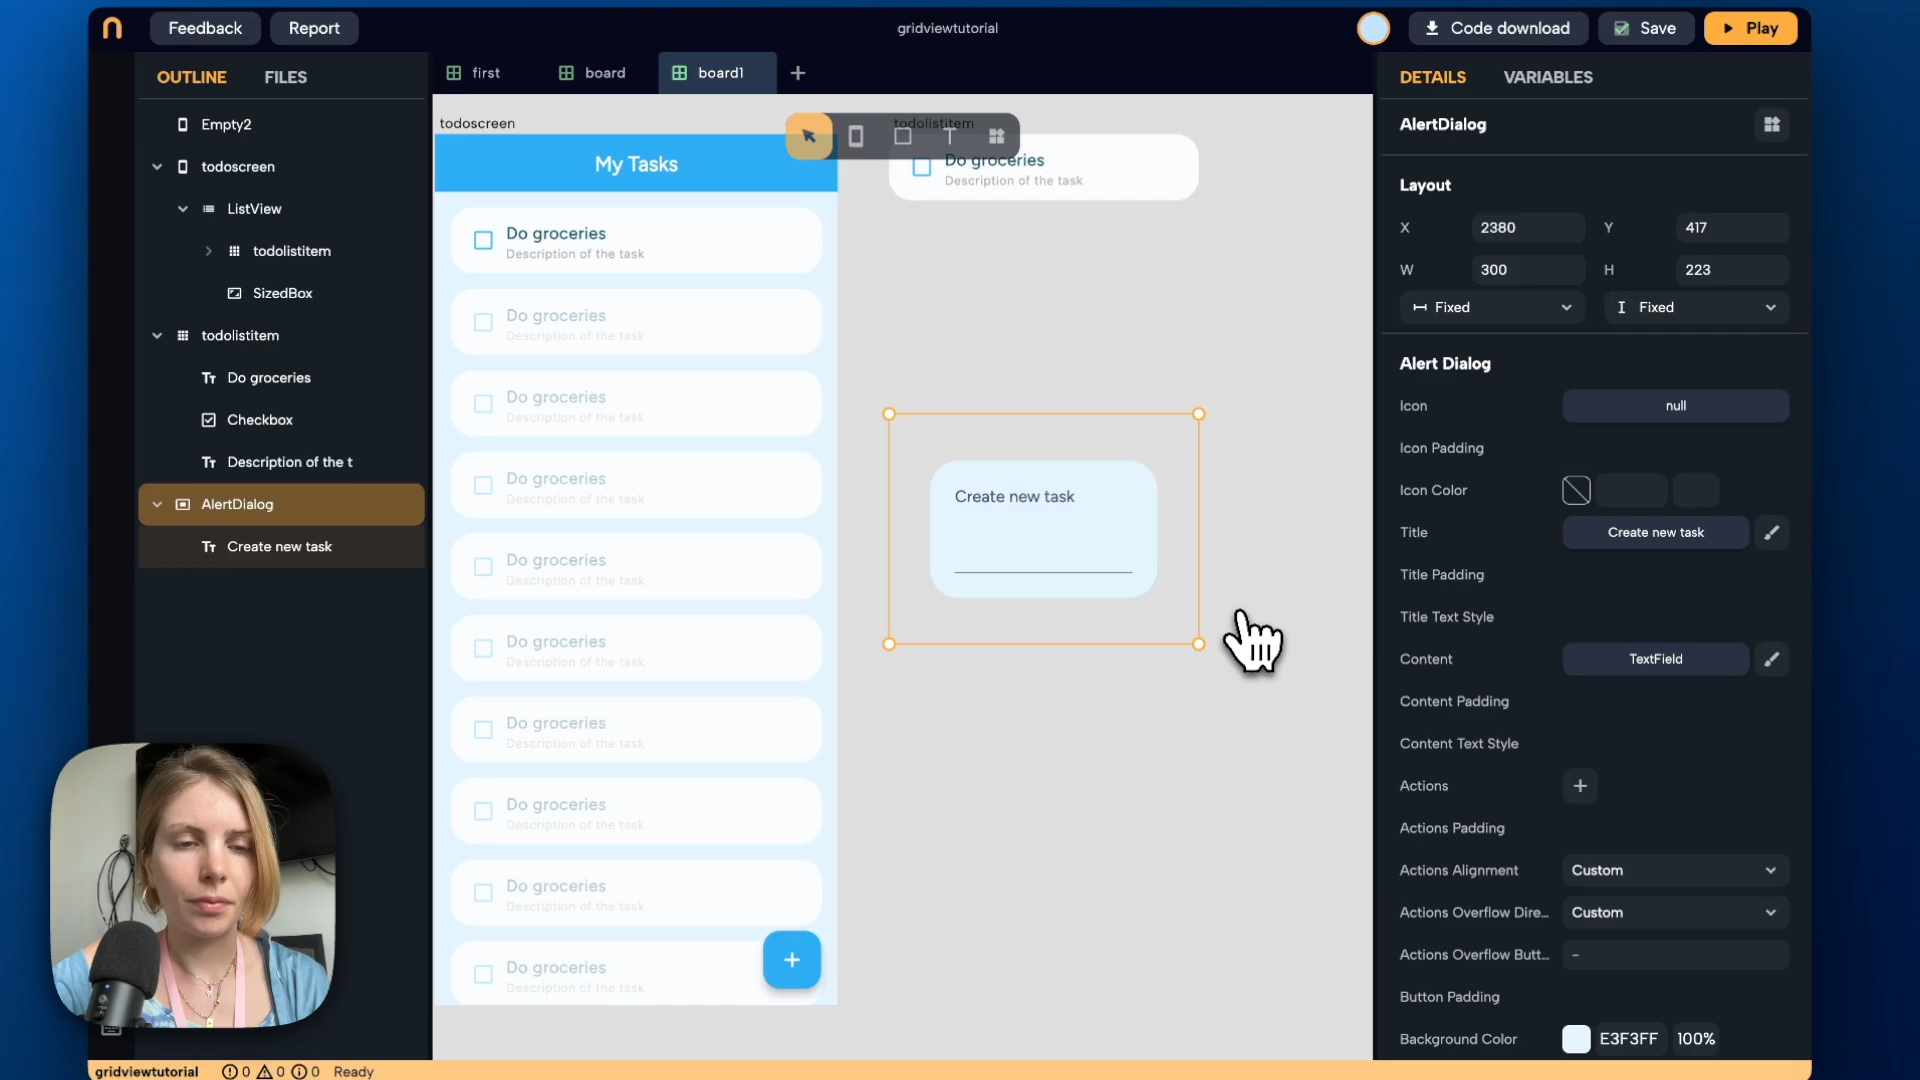 Feedback
Report
gridviewtutorial
Code download
Save
Play
OUTLINE
FILES
first
board
board1
DETAILS
VARIABLES
Empty2
todoscreen
ListView
todolistitem
SizedBox
todolistitem
Do groceries
Checkbox
Description of the t
AlertDialog
Create new task
todoscreen
My Tasks
Do groceries
Description of the task
Do groceries
Description of the task
Do groceries
Description of the task
Do groceries
Description of the task
Do groceries
Description of the task
Do groceries
Description of the task
Do groceries
Description of the task
Do groceries
Description of the task
Do groceries
Description of the task
Do groceries
Description of the task
todolistitem
Do groceries
Description of the task
Create new task
AlertDialog
Layout
X 2380 Y 417
W 300 H 223
Fixed Fixed
Alert Dialog
Icon null
Icon Padding
Icon Color
Title Create new task
Title Padding
Title Text Style
Content TextField
Content Padding
Content Text Style
Actions
Actions Padding
Actions Alignment Custom
Actions Overflow Dire... Custom
Actions Overflow Butt... –
Button Padding
Background Color E3F3FF 100%
gridviewtutorial 0 0 0 Ready